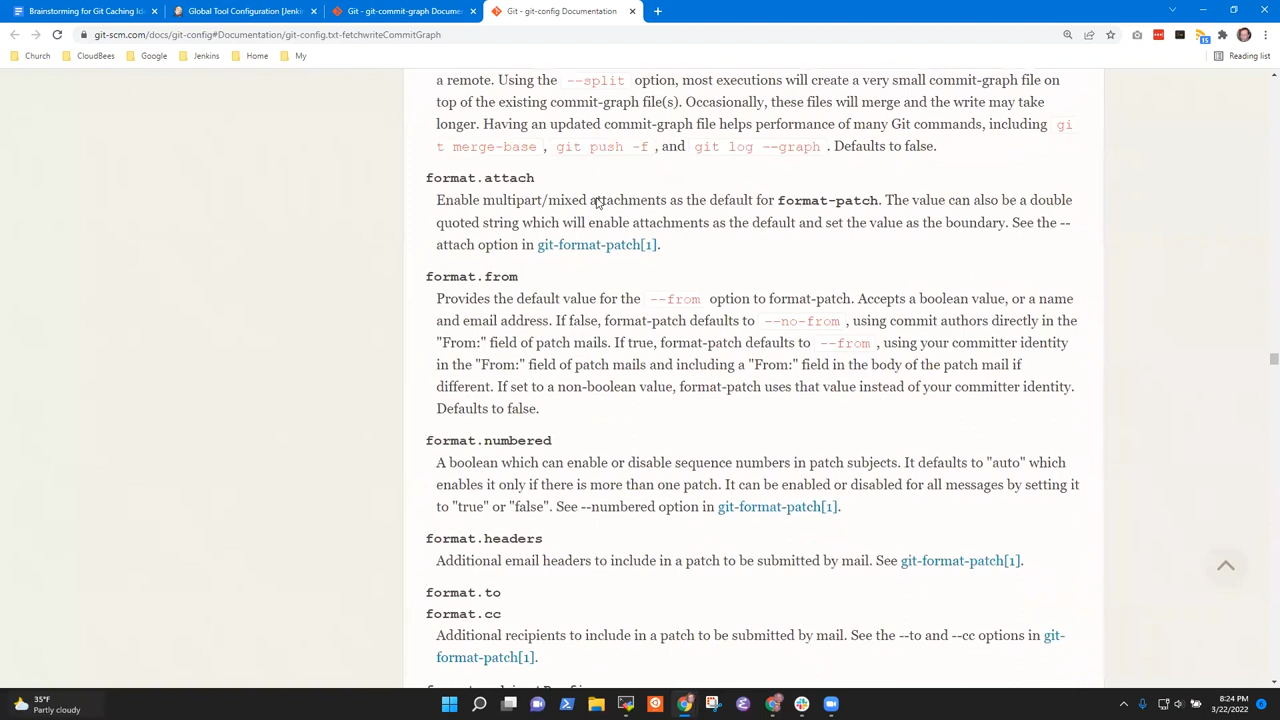 Brainstorming for Git Caching Id
Global Tool Configuration [Jenkin
Git - git-commit-graph Document
Git - git-config Documentation
git-scm.com/docs/git-config#Documentation/git-config.txt-fetchwriteCommitGraph
15
Church
CloudBees
Google
Jenkins
Home
My
Reading list
a remote. Using the --split option, most executions will create a very small commit-graph file on
top of the existing commit-graph file(s). Occasionally, these files will merge and the write may take
longer. Having an updated commit-graph file helps performance of many Git commands, including gi
t merge-base , git push -f , and git log --graph . Defaults to false.
format.attach
Enable multipart/mixed attachments as the default for format-patch. The value can also be a double
quoted string which will enable attachments as the default and set the value as the boundary. See the --
attach option in git-format-patch[1].
format.from
Provides the default value for the --from option to format-patch. Accepts a boolean value, or a name
and email address. If false, format-patch defaults to --no-from , using commit authors directly in the
"From:" field of patch mails. If true, format-patch defaults to --from , using your committer identity
in the "From:" field of patch mails and including a "From:" field in the body of the patch mail if
different. If set to a non-boolean value, format-patch uses that value instead of your committer identity.
Defaults to false.
format.numbered
A boolean which can enable or disable sequence numbers in patch subjects. It defaults to "auto" which
enables it only if there is more than one patch. It can be enabled or disabled for all messages by setting it
to "true" or "false". See --numbered option in git-format-patch[1].
format.headers
Additional email headers to include in a patch to be submitted by mail. See git-format-patch[1].
format.to
format.cc
Additional recipients to include in a patch to be submitted by mail. See the --to and --cc options in git-
format-patch[1].
35°F
Partly cloudy
8:24 PM
3/22/2022